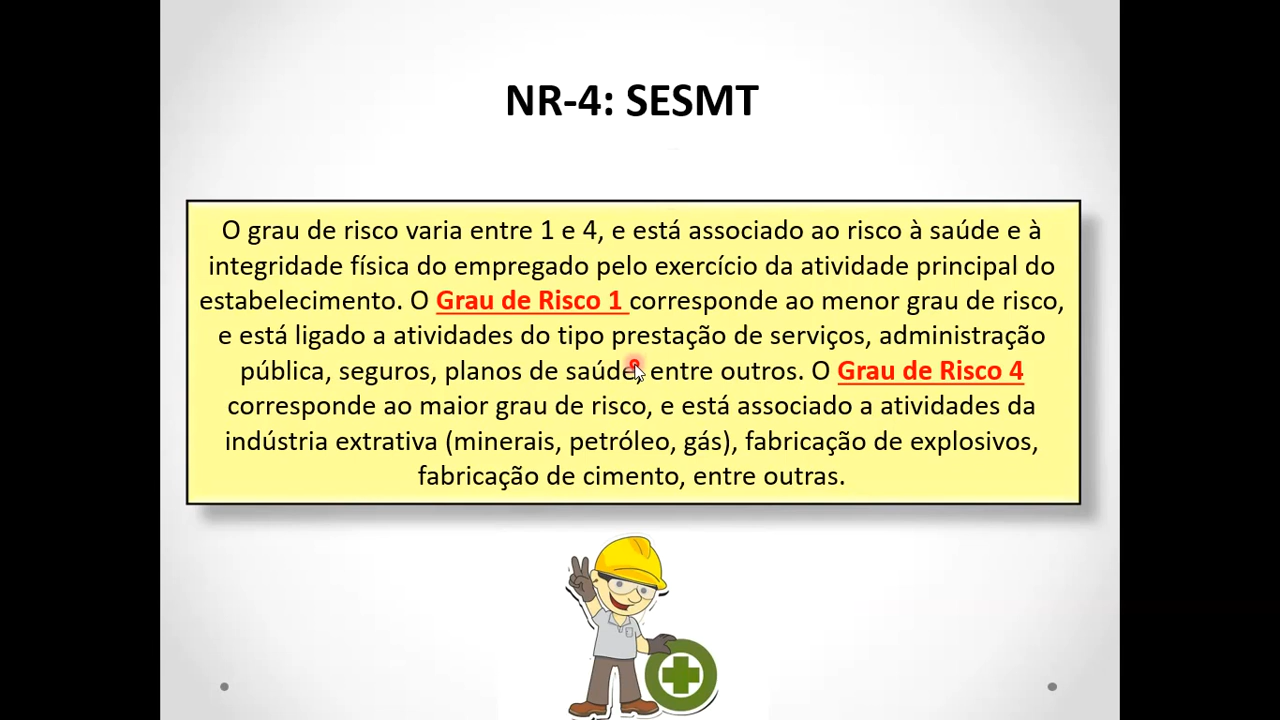 NR-4: SESMT
O grau de risco varia entre 1 e 4, e está associado ao risco à saúde e à
integridade física do empregado pelo exercício da atividade principal do
estabelecimento. O Grau de Risco 1 corresponde ao menor grau de risco,
e está ligado a atividades do tipo prestação de serviços, administração
pública, seguros, planos de saúde, entre outros. O Grau de Risco 4
corresponde ao maior grau de risco, e está associado a atividades da
indústria extrativa (minerais, petróleo, gás), fabricação de explosivos,
fabricação de cimento, entre outras.